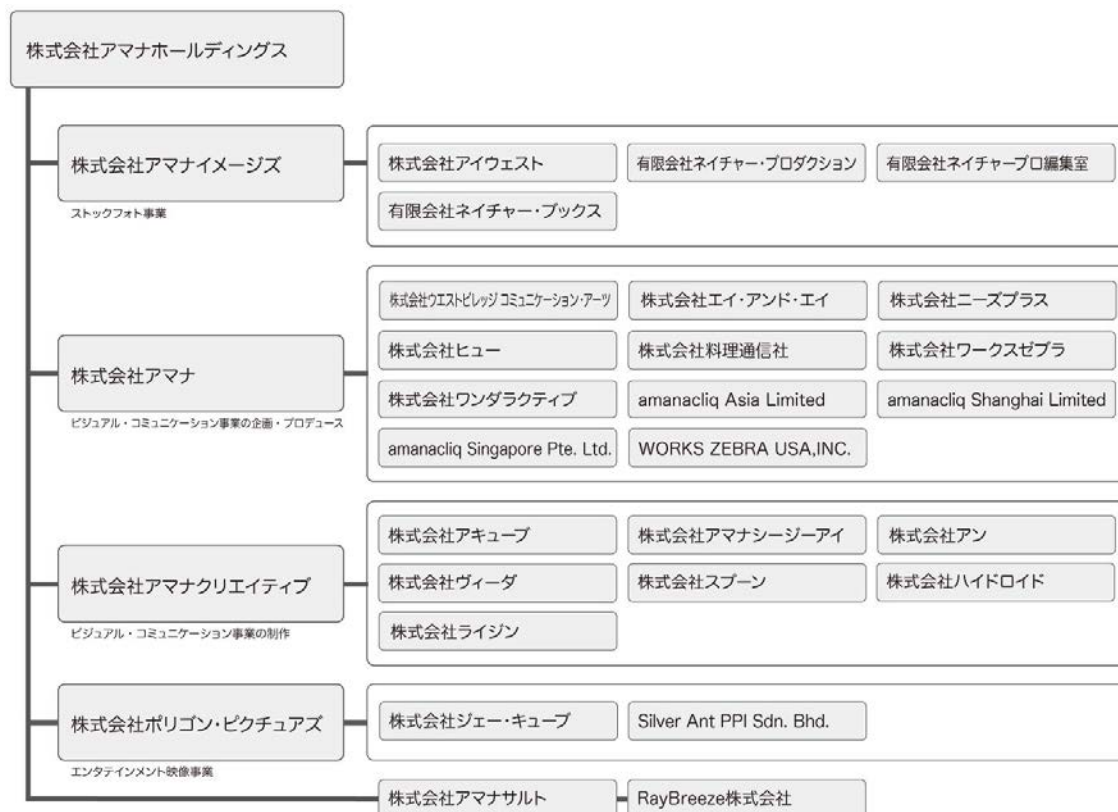 株式会社アマナホールディングス
株式会社アマナイメージズ
ストックフォト事業
株式会社アイウェスト
有限会社ネイチャー・プロダクション
有限会社ネイチャープロ編集室
有限会社ネイチャー・ブックス
株式会社アマナ
ビジュアル・コミュニケーション事業の企画・プロデュース
株式会社ウエストビレッジ コミュニケーション・アーツ
株式会社エイ・アンド・エイ
株式会社ニーズプラス
株式会社ヒュー
株式会社料理通信社
株式会社ワークスゼブラ
株式会社ワンダラクティブ
amanacliq Asia Limited
amanacliq Shanghai Limited
amanacliq Singapore Pte. Ltd.
WORKS ZEBRA USA,INC.
株式会社アマナクリエイティブ
ビジュアル・コミュニケーション事業の制作
株式会社アキューブ
株式会社アマナシージーアイ
株式会社アン
株式会社ヴィーダ
株式会社スプーン
株式会社ハイドロイド
株式会社ライジン
株式会社ポリゴン・ピクチュアズ
エンタテインメント映像事業
株式会社ジェー・キューブ
Silver Ant PPI Sdn. Bhd.
株式会社アマナサルト
RayBreeze株式会社